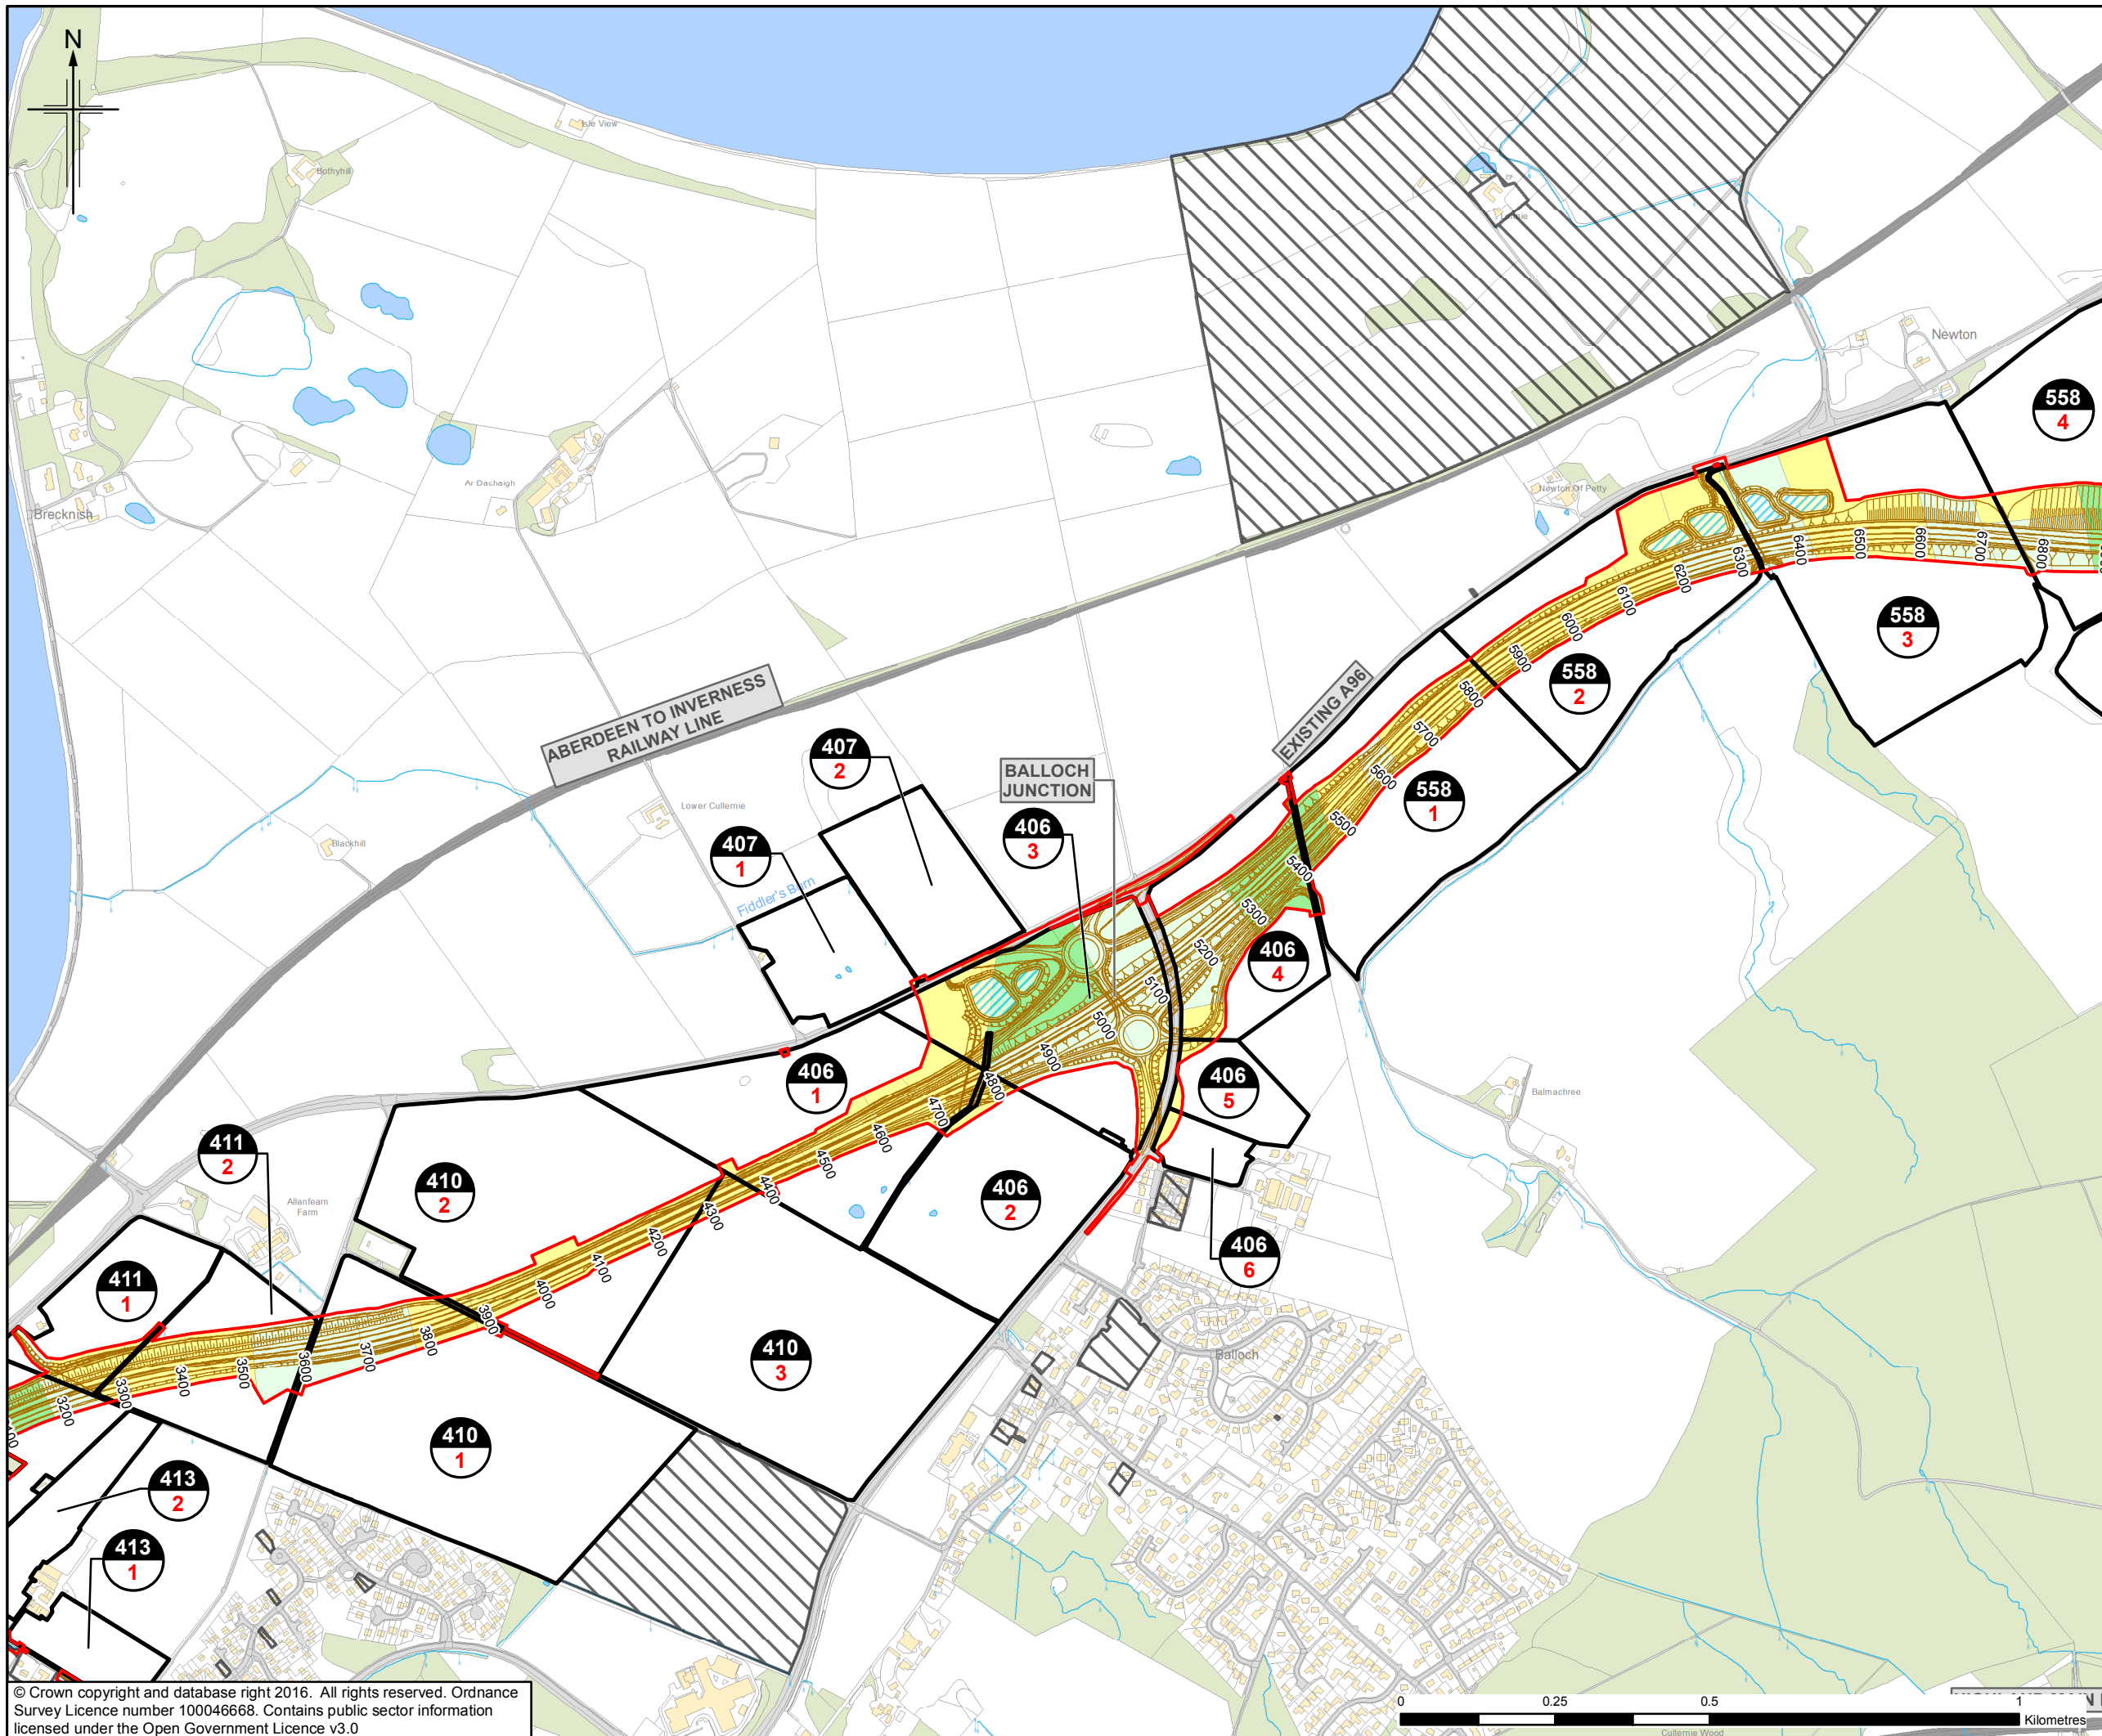 N
Isle View
Bothyhill
Lennie
Newton
558
4
Ar Dachaigh
Brecknish
Newton Of Petty
6800
6700
6600
6500
6400
6300
6200
6100
6000
5900
5800
5700
5600
5500
5400
5300
5200
5100
5000
4900
4800
4700
4600
4500
4400
4300
4200
4100
4000
3900
3800
3700
3600
3500
3400
3300
3200
558
3
558
2
558
1
EXISTING A96
ABERDEEN TO INVERNESS
RAILWAY LINE
407
2
BALLOCH
JUNCTION
406
3
Lower Cullernie
407
1
Blackhill
Fiddler's Burn
406
4
406
1
406
5
Balmachree
411
2
410
2
Allanfearn
Farm
406
2
406
6
411
1
410
3
Balloch
410
1
413
2
413
1
© Crown copyright and database right 2016. All rights reserved. Ordnance
Survey Licence number 100046668. Contains public sector information
licensed under the Open Government Licence v3.0
0 0.25 0.5 1
Kilometres
Cullernie Wood